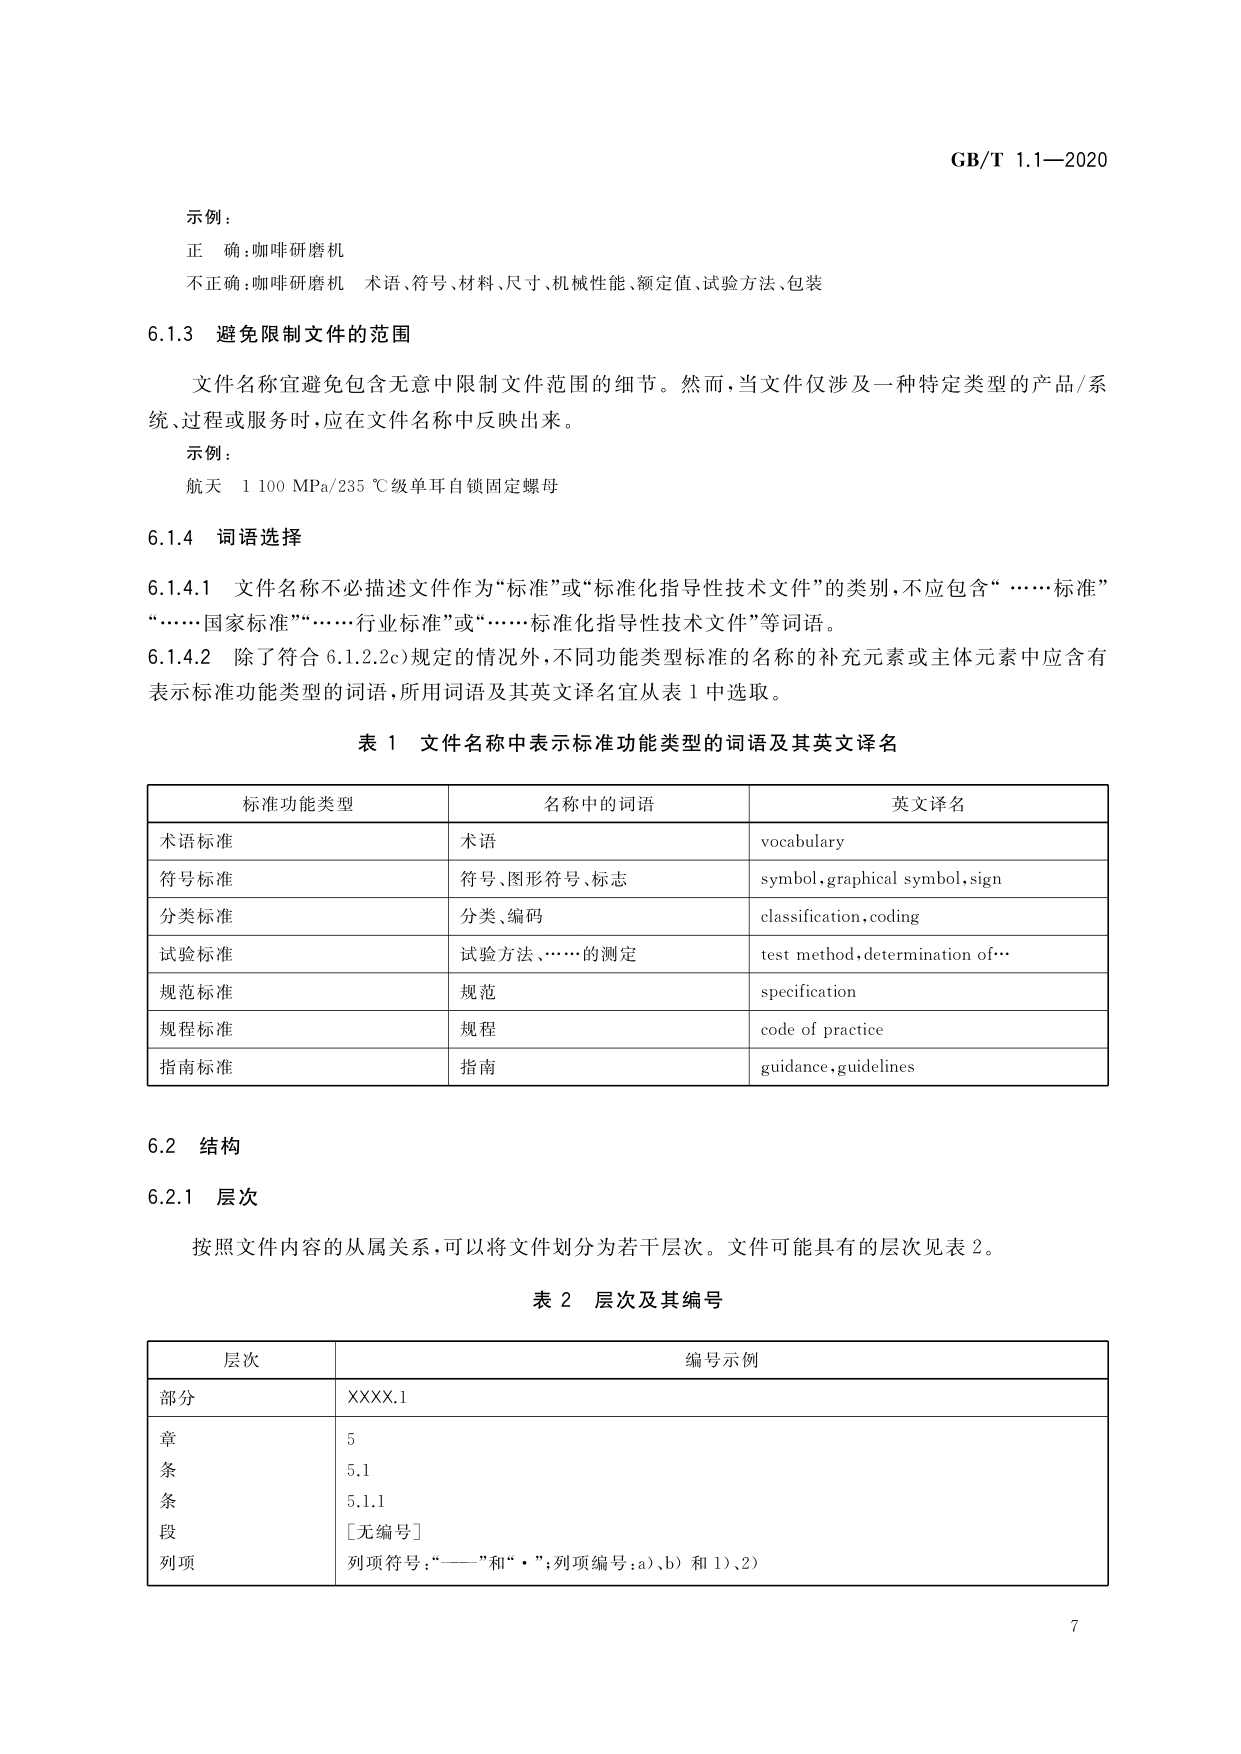 GB/T 1.1—2020
示例：
正　确：咖啡研磨机
不正确：咖啡研磨机　术语、符号、材料、尺寸、机械性能、额定值、试验方法、包装
6.1.3　避免限制文件的范围
文件名称宜避免包含无意中限制文件范围的细节。然而，当文件仅涉及一种特定类型的产品/系
统、过程或服务时，应在文件名称中反映出来。
示例：
航天　1 100 MPa/235 ℃级单耳自锁固定螺母
6.1.4　词语选择
6.1.4.1　文件名称不必描述文件作为“标准”或“标准化指导性技术文件”的类别，不应包含“ ……标准”
“……国家标准”“……行业标准”或“……标准化指导性技术文件”等词语。
6.1.4.2　除了符合 6.1.2.2c)规定的情况外，不同功能类型标准的名称的补充元素或主体元素中应含有
表示标准功能类型的词语，所用词语及其英文译名宜从表 1 中选取。
表 1　文件名称中表示标准功能类型的词语及其英文译名
标准功能类型　名称中的词语　英文译名
术语标准　术语　vocabulary
符号标准　符号、图形符号、标志　symbol，graphical symbol，sign
分类标准　分类、编码　classification，coding
试验标准　试验方法、……的测定　test method，determination of…
规范标准　规范　specification
规程标准　规程　code of practice
指南标准　指南　guidance，guidelines
6.2　结构
6.2.1　层次
按照文件内容的从属关系，可以将文件划分为若干层次。文件可能具有的层次见表 2。
表 2　层次及其编号
层次　编号示例
部分　XXXX.1
章　5
条　5.1
条　5.1.1
段　［无编号］
列项　列项符号：“——”和“·”；列项编号：a)、b) 和 1)、2)
7